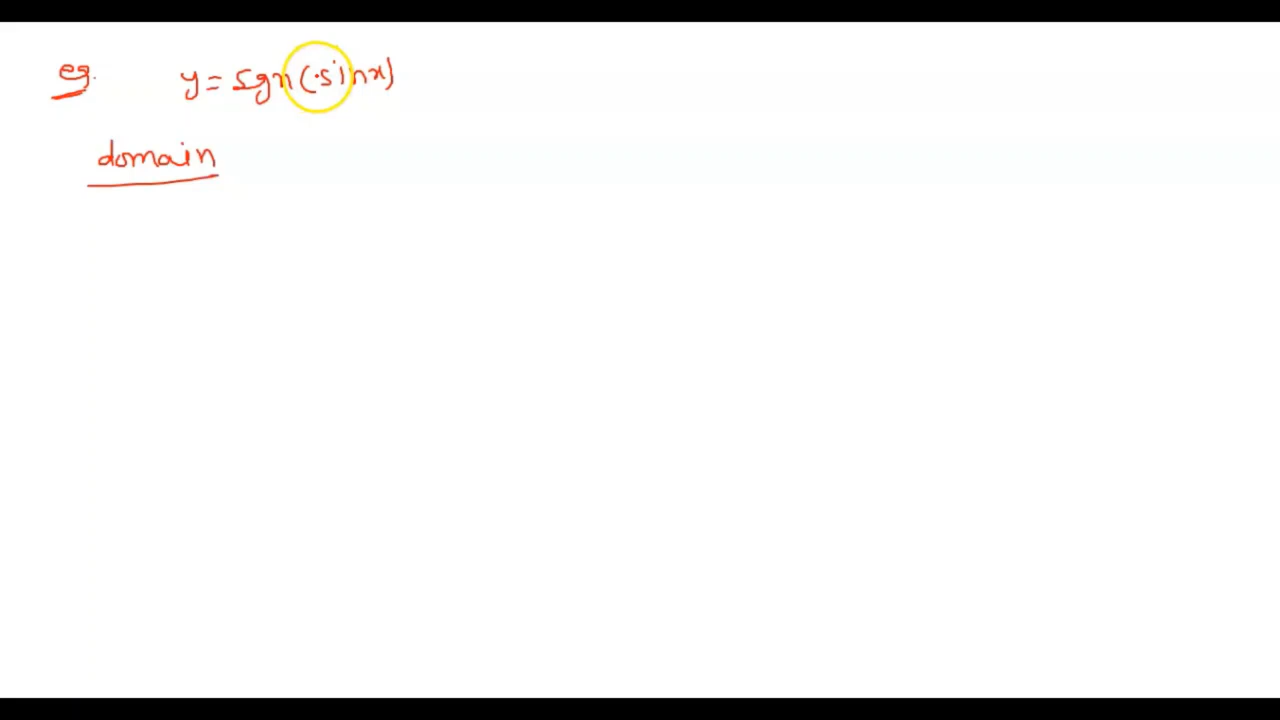 eg. y = sgn(sinx)
domain